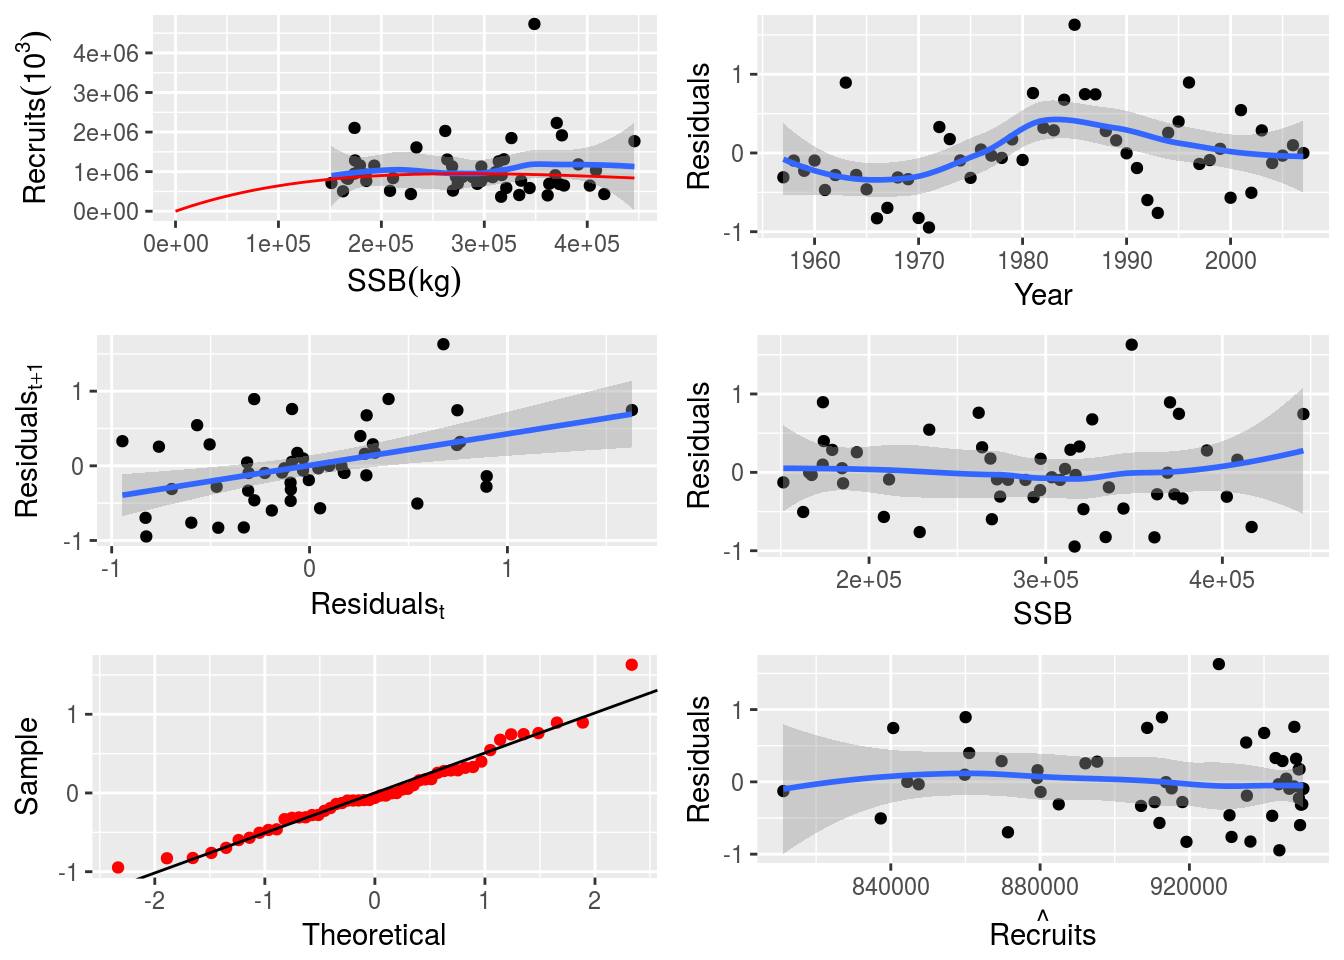 Recruits(10³)
4e+06
3e+06
2e+06
1e+06
0e+00
0e+00 1e+05 2e+05 3e+05 4e+05
SSB(kg)
Residuals
1
0
-1
1960 1970 1980 1990 2000
Year
Residualsₜ₊₁
1
0
-1
-1 0 1
Residualsₜ
Residuals
1
0
-1
2e+05 3e+05 4e+05
SSB
Sample
1
0
-1
-2 -1 0 1 2
Theoretical
Residuals
1
0
-1
840000 880000 920000
^
Recruits